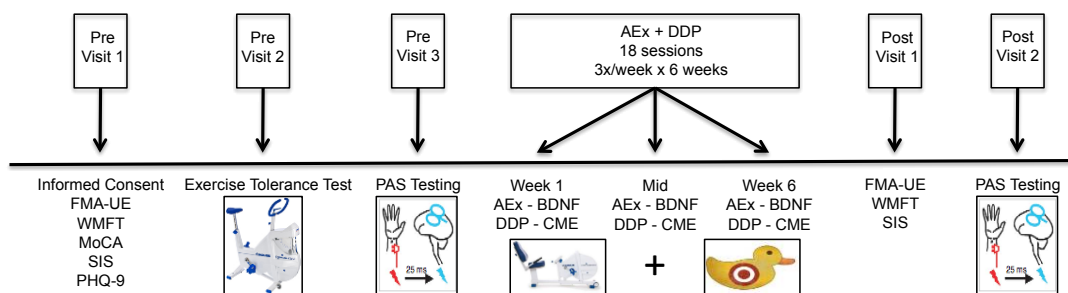 Pre
Visit 1
Pre
Visit 2
Pre
Visit 3
AEx + DDP
18 sessions
3x/week x 6 weeks
Post
Visit 1
Post
Visit 2
Informed Consent
FMA-UE
WMFT
MoCA
SIS
PHQ-9
Exercise Tolerance Test
PAS Testing
25 ms
Week 1
AEx - BDNF
DDP - CME
Mid
AEx - BDNF
DDP - CME
+
Week 6
AEx - BDNF
DDP - CME
FMA-UE
WMFT
SIS
PAS Testing
25 ms